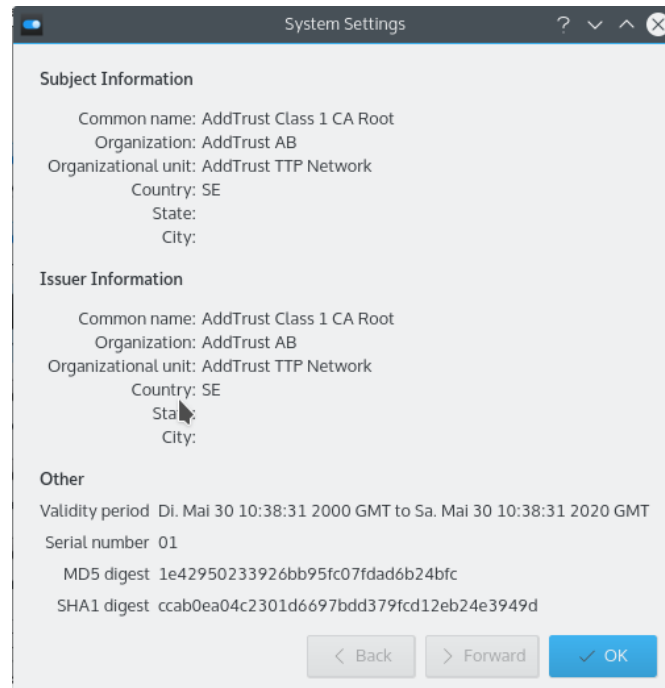 System Settings
Subject Information
Common name: AddTrust Class 1 CA Root
Organization: AddTrust AB
Organizational unit: AddTrust TTP Network
Country: SE
State:
City:
Issuer Information
Common name: AddTrust Class 1 CA Root
Organization: AddTrust AB
Organizational unit: AddTrust TTP Network
Country: SE
State:
City:
Other
Validity period Di. Mai 30 10:38:31 2000 GMT to Sa. Mai 30 10:38:31 2020 GMT
Serial number 01
MD5 digest 1e42950233926bb95fc07fdad6b24bfc
SHA1 digest ccab0ea04c2301d6697bdd379fcd12eb24e3949d
Back Forward OK